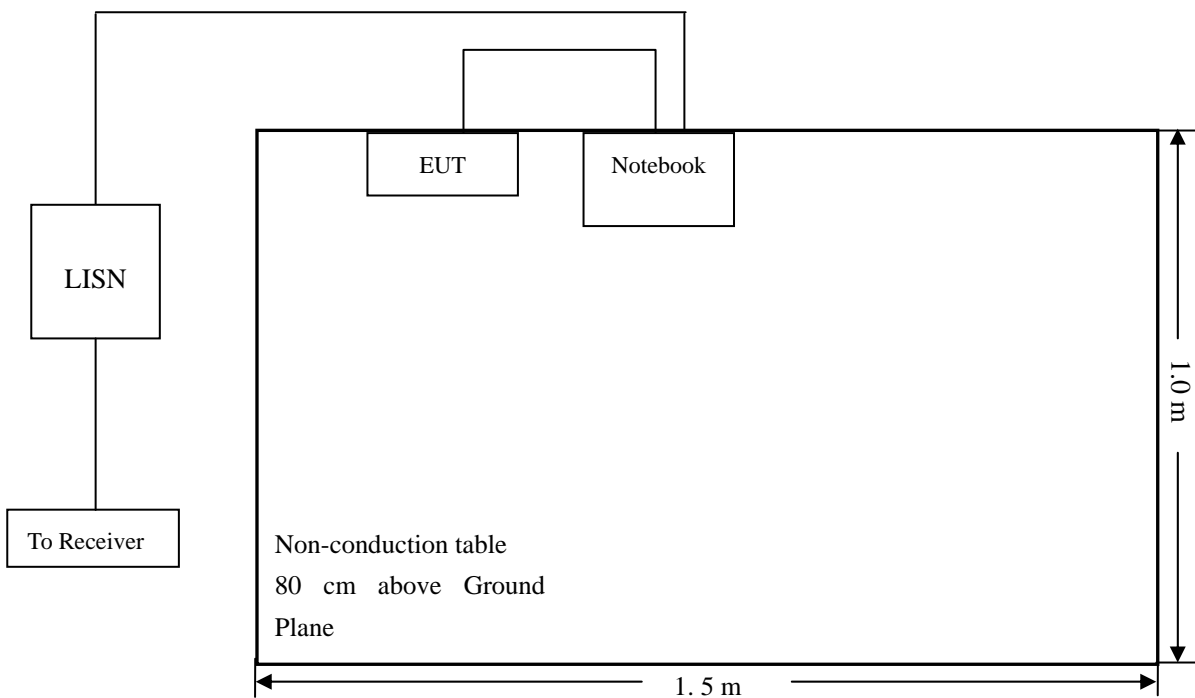 EUT
Notebook
LISN
To Receiver
Non-conduction table
80 cm above Ground
Plane
1.0 m
1. 5 m